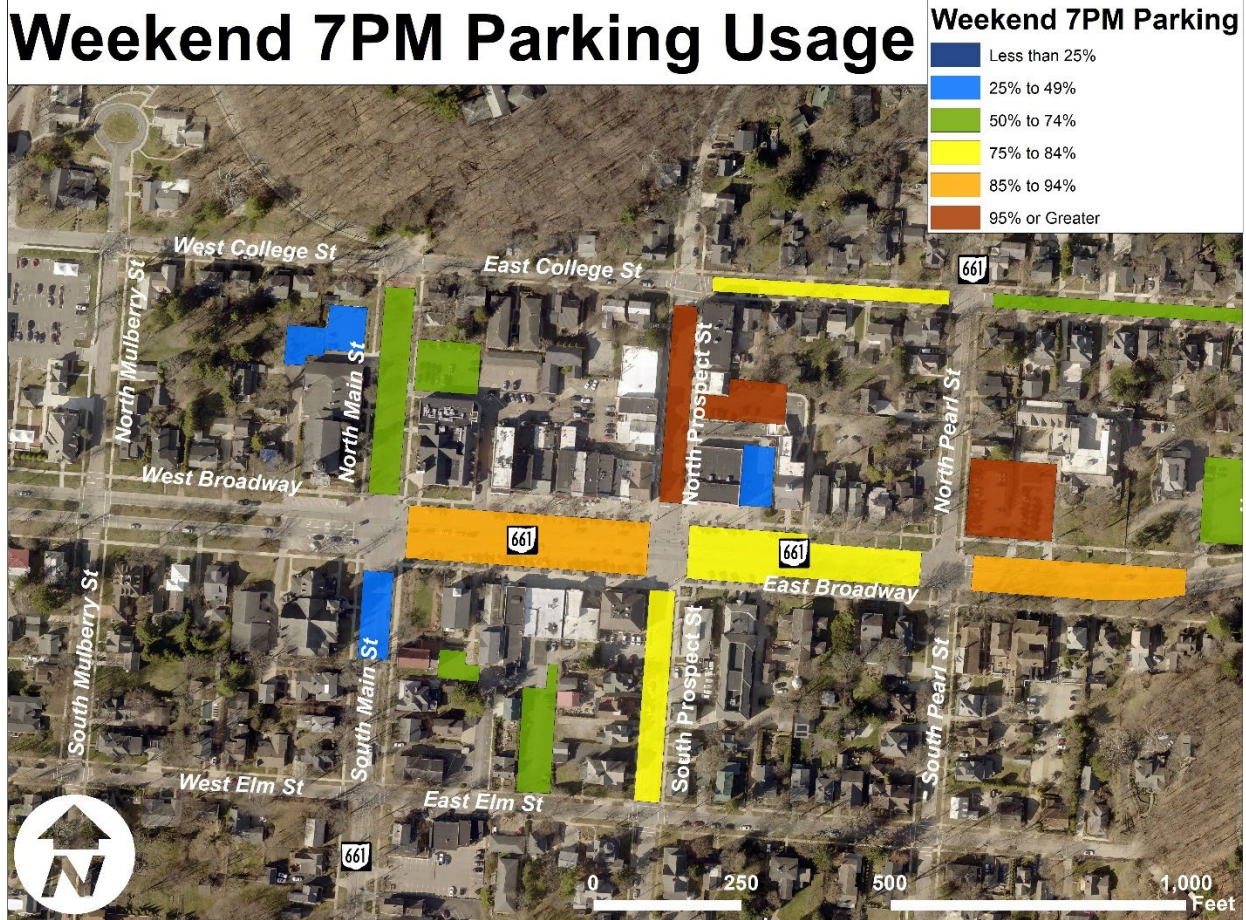 Weekend 7PM Parking Usage
Weekend 7PM Parking
Less than 25%
25% to 49%
50% to 74%
75% to 84%
85% to 94%
95% or Greater
West College St
East College St
661
North Mulberry St
North Main St
North Prospect St
North Pearl St
West Broadway
661
661
East Broadway
South Mulberry St
South Main St
South Prospect St
South Pearl St
West Elm St
East Elm St
661
N
0 250 500 1,000
Feet